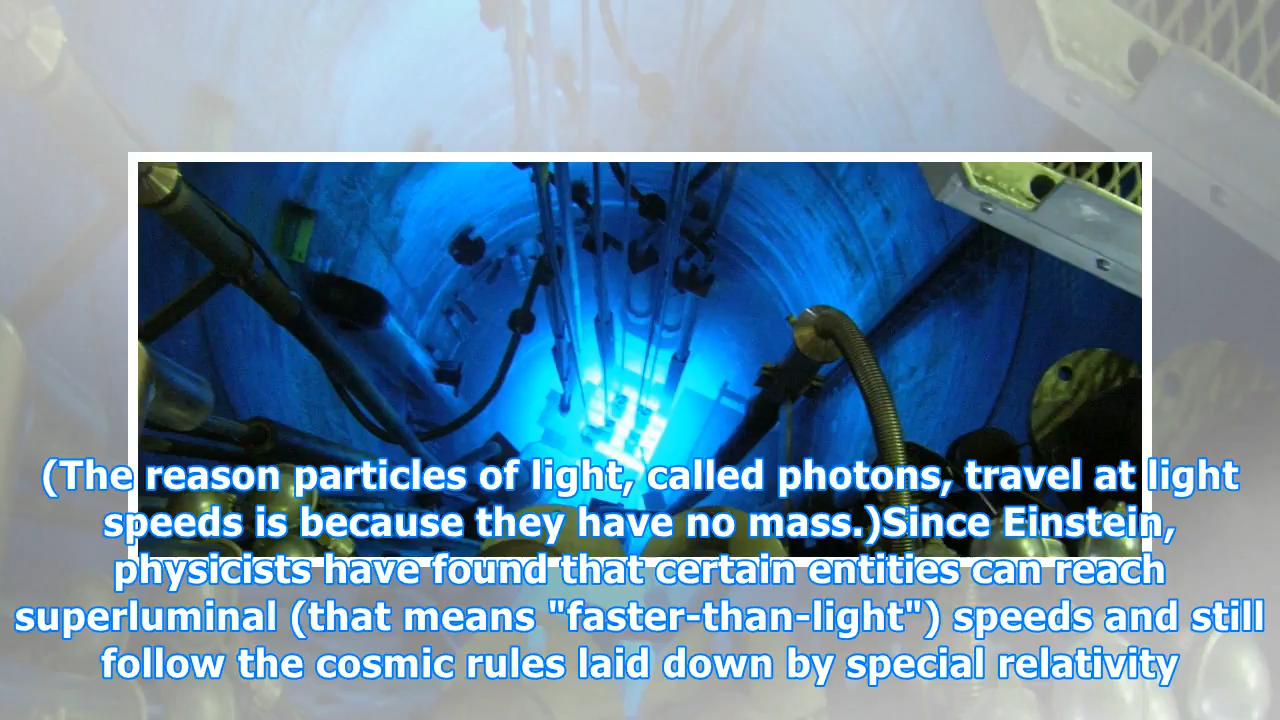 (The reason particles of light, called photons, travel at light
speeds is because they have no mass.)Since Einstein,
physicists have found that certain entities can reach
superluminal (that means "faster-than-light") speeds and still
follow the cosmic rules laid down by special relativity